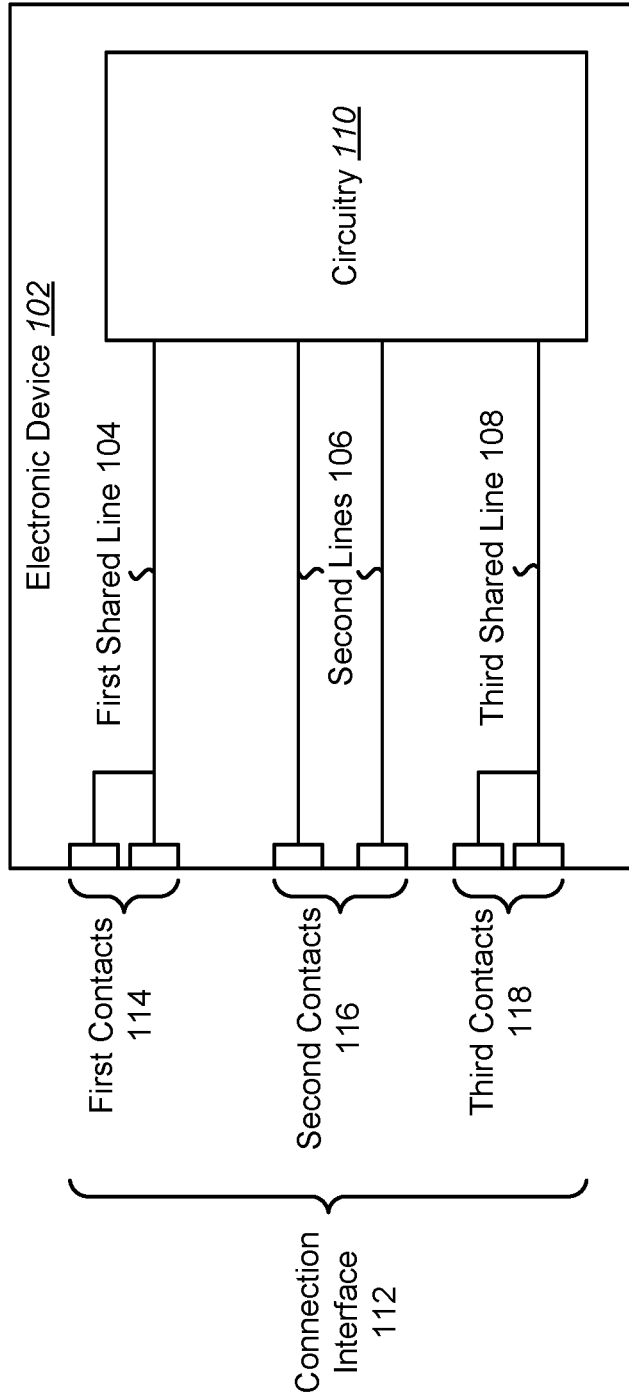 Electronic Device 102
First Shared Line 104
Circuitry 110
Second Lines 106
Third Shared Line 108
First Contacts
114
Second Contacts
116
Third Contacts
118
Connection
Interface
112